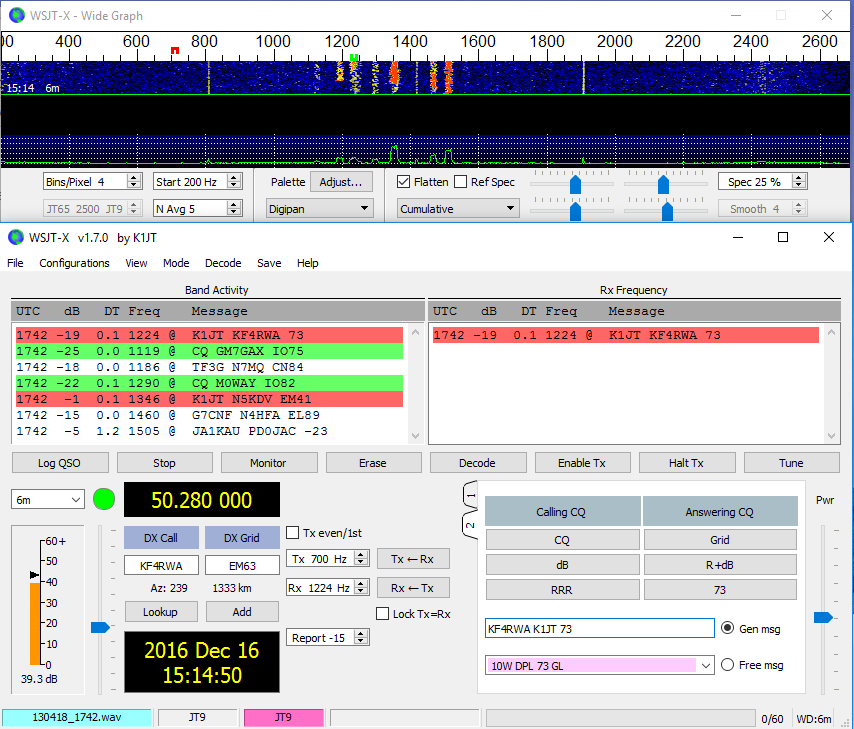 WSJT-X - Wide Graph
00 400 600 800 1000 1200 1400 1600 1800 2000 2200 2400 2600
15:14 6m
Bins/Pixel 4 Start 200 Hz Palette Adjust... Flatten Ref Spec Spec 25 %
JT65 2500 JT9 N Avg 5 Digipan Cumulative Smooth 4
WSJT-X v1.7.0 by K1JT
File Configurations View Mode Decode Save Help
Band Activity Rx Frequency
UTC dB DT Freq Message UTC dB DT Freq Message
1742 -19 0.1 1224 @ K1JT KF4RWA 73 1742 -19 0.1 1224 @ K1JT KF4RWA 73
1742 -25 0.0 1119 @ CQ GM7GAX IO75
1742 -18 0.0 1186 @ TF3G N7MQ CN84
1742 -22 0.1 1290 @ CQ M0WAY IO82
1742 -1 0.1 1346 @ K1JT N5KDV EM41
1742 -15 0.0 1460 @ G7CNF N4HFA EL89
1742 -5 1.2 1505 @ JA1KAU PD0JAC -23
Log QSO Stop Monitor Erase Decode Enable Tx Halt Tx Tune
6m 50.280 000 1 Calling CQ Answering CQ Pwr
2
DX Call DX Grid Tx even/1st CQ Grid
60+
KF4RWA EM63 Tx 700 Hz Tx ← Rx dB R+dB
50
Az: 239 1333 km Rx 1224 Hz Rx ← Tx RRR 73
40
Lookup Add Lock Tx=Rx
30
20
KF4RWA K1JT 73 Gen msg
Report -15
2016 Dec 16
10
15:14:50
10W DPL 73 GL Free msg
0
39.3 dB
130418_1742.wav JT9 JT9 0/60 WD:6m